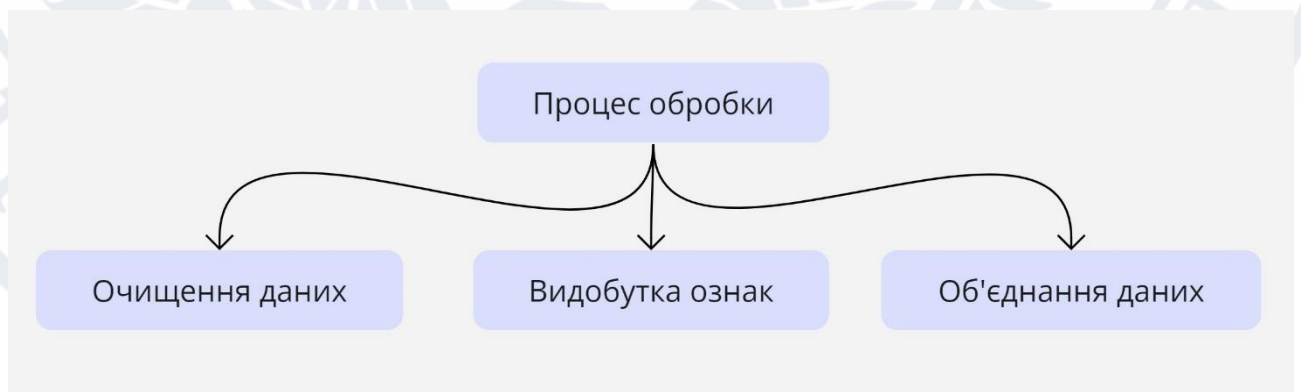 Процес обробки
Очищення даних
Видобутка ознак
Об'єднання даних